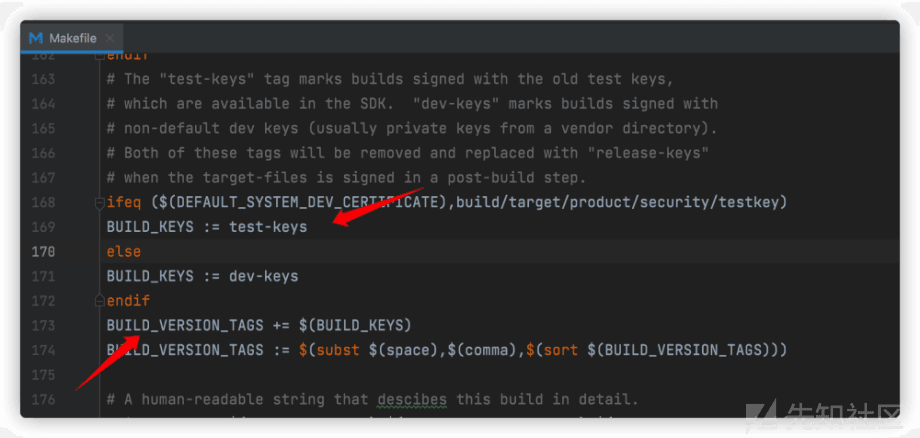 Makefile
162 endif
163 # The "test-keys" tag marks builds signed with the old test keys,
164 # which are available in the SDK.  "dev-keys" marks builds signed with
165 # non-default dev keys (usually private keys from a vendor directory).
166 # Both of these tags will be removed and replaced with "release-keys"
167 # when the target-files is signed in a post-build step.
168 ifeq ($(DEFAULT_SYSTEM_DEV_CERTIFICATE),build/target/product/security/testkey)
169 BUILD_KEYS := test-keys
170 else
171 BUILD_KEYS := dev-keys
172 endif
173 BUILD_VERSION_TAGS += $(BUILD_KEYS)
174 BUILD_VERSION_TAGS := $(subst $(space),$(comma),$(sort $(BUILD_VERSION_TAGS)))
175
176 # A human-readable string that descibes this build in detail.
先知社区